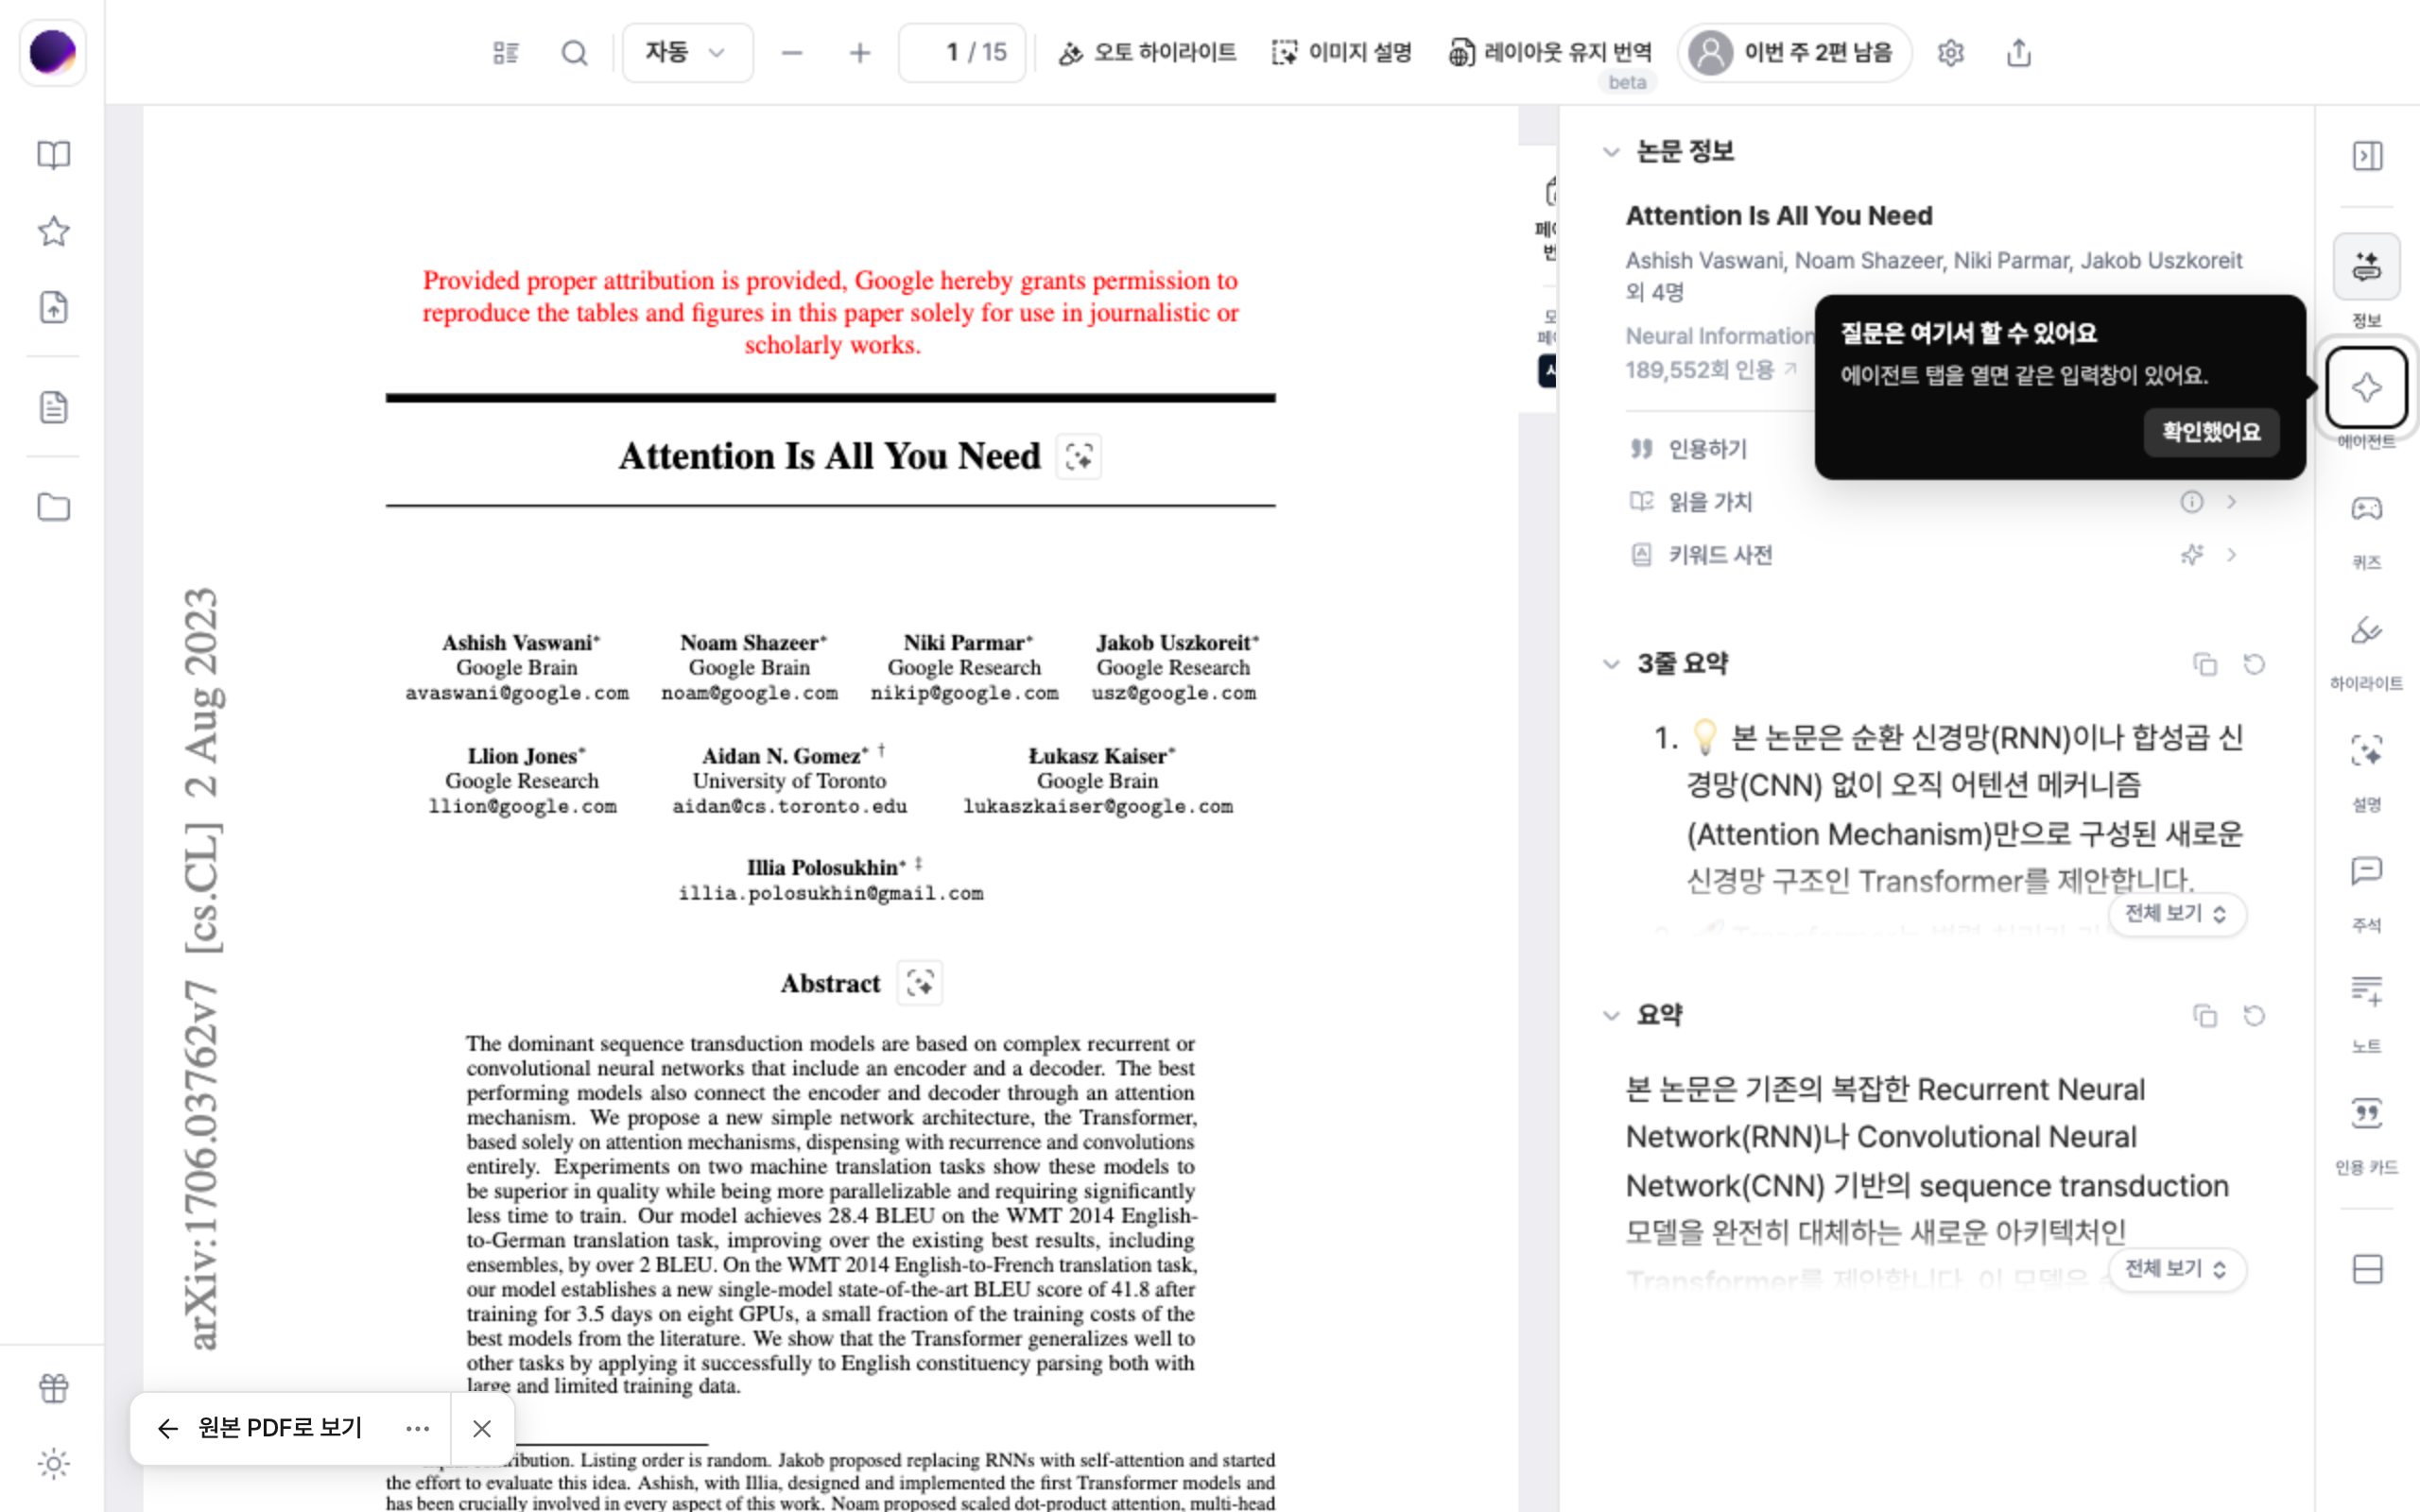 자동
1 / 15
오토 하이라이트
이미지 설명
레이아웃 유지 번역
beta
이번 주 2편 남음
arXiv:1706.03762v7 [cs.CL] 2 Aug 2023
Provided proper attribution is provided, Google hereby grants permission to
reproduce the tables and figures in this paper solely for use in journalistic or
scholarly works.
Attention Is All You Need
Ashish Vaswani*
Google Brain
avaswani@google.com
Noam Shazeer*
Google Brain
noam@google.com
Niki Parmar*
Google Research
nikip@google.com
Jakob Uszkoreit*
Google Research
usz@google.com
Llion Jones*
Google Research
llion@google.com
Aidan N. Gomez* †
University of Toronto
aidan@cs.toronto.edu
Łukasz Kaiser*
Google Brain
lukaszkaiser@google.com
Illia Polosukhin* ‡
illia.polosukhin@gmail.com
Abstract
The dominant sequence transduction models are based on complex recurrent or
convolutional neural networks that include an encoder and a decoder. The best
performing models also connect the encoder and decoder through an attention
mechanism. We propose a new simple network architecture, the Transformer,
based solely on attention mechanisms, dispensing with recurrence and convolutions
entirely. Experiments on two machine translation tasks show these models to
be superior in quality while being more parallelizable and requiring significantly
less time to train. Our model achieves 28.4 BLEU on the WMT 2014 English-
to-German translation task, improving over the existing best results, including
ensembles, by over 2 BLEU. On the WMT 2014 English-to-French translation task,
our model establishes a new single-model state-of-the-art BLEU score of 41.8 after
training for 3.5 days on eight GPUs, a small fraction of the training costs of the
best models from the literature. We show that the Transformer generalizes well to
other tasks by applying it successfully to English constituency parsing both with
large and limited training data.
원본 PDF로 보기
Listing order is random. Jakob proposed replacing RNNs with self-attention and started
the effort to evaluate this idea. Ashish, with Illia, designed and implemented the first Transformer models and
has been crucially involved in every aspect of this work. Noam proposed scaled dot-product attention, multi-head
논문 정보
Attention Is All You Need
Ashish Vaswani, Noam Shazeer, Niki Parmar, Jakob Uszkoreit
외 4명
Neural Information
189,552회 인용
질문은 여기서 할 수 있어요
에이전트 탭을 열면 같은 입력창이 있어요.
확인했어요
인용하기
읽을 가치
키워드 사전
3줄 요약
1. 💡 본 논문은 순환 신경망(RNN)이나 합성곱 신
경망(CNN) 없이 오직 어텐션 메커니즘
(Attention Mechanism)만으로 구성된 새로운
신경망 구조인 Transformer를 제안합니다.
전체 보기
요약
본 논문은 기존의 복잡한 Recurrent Neural
Network(RNN)나 Convolutional Neural
Network(CNN) 기반의 sequence transduction
모델을 완전히 대체하는 새로운 아키텍처인
Transformer를 제안합니다. 이 모델은
전체 보기
정보
에이전트
퀴즈
하이라이트
설명
주석
노트
인용 카드